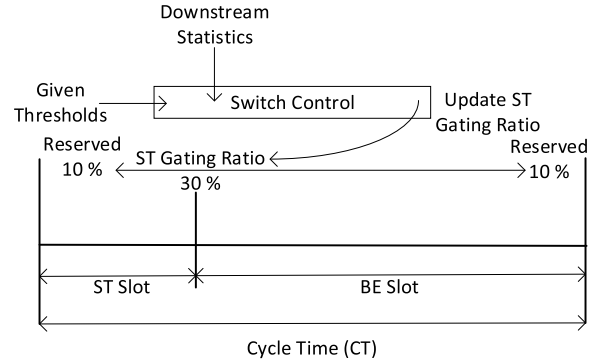 Downstream
Statistics
Given
Thresholds
Switch Control
Update ST
Gating Ratio
Reserved
10 %
ST Gating Ratio
30 %
Reserved
10 %
ST Slot
BE Slot
Cycle Time (CT)